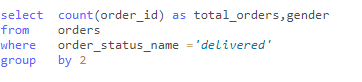 select count(order_id) as total_orders,gender
from orders
where order_status_name ='delivered'
group by 2